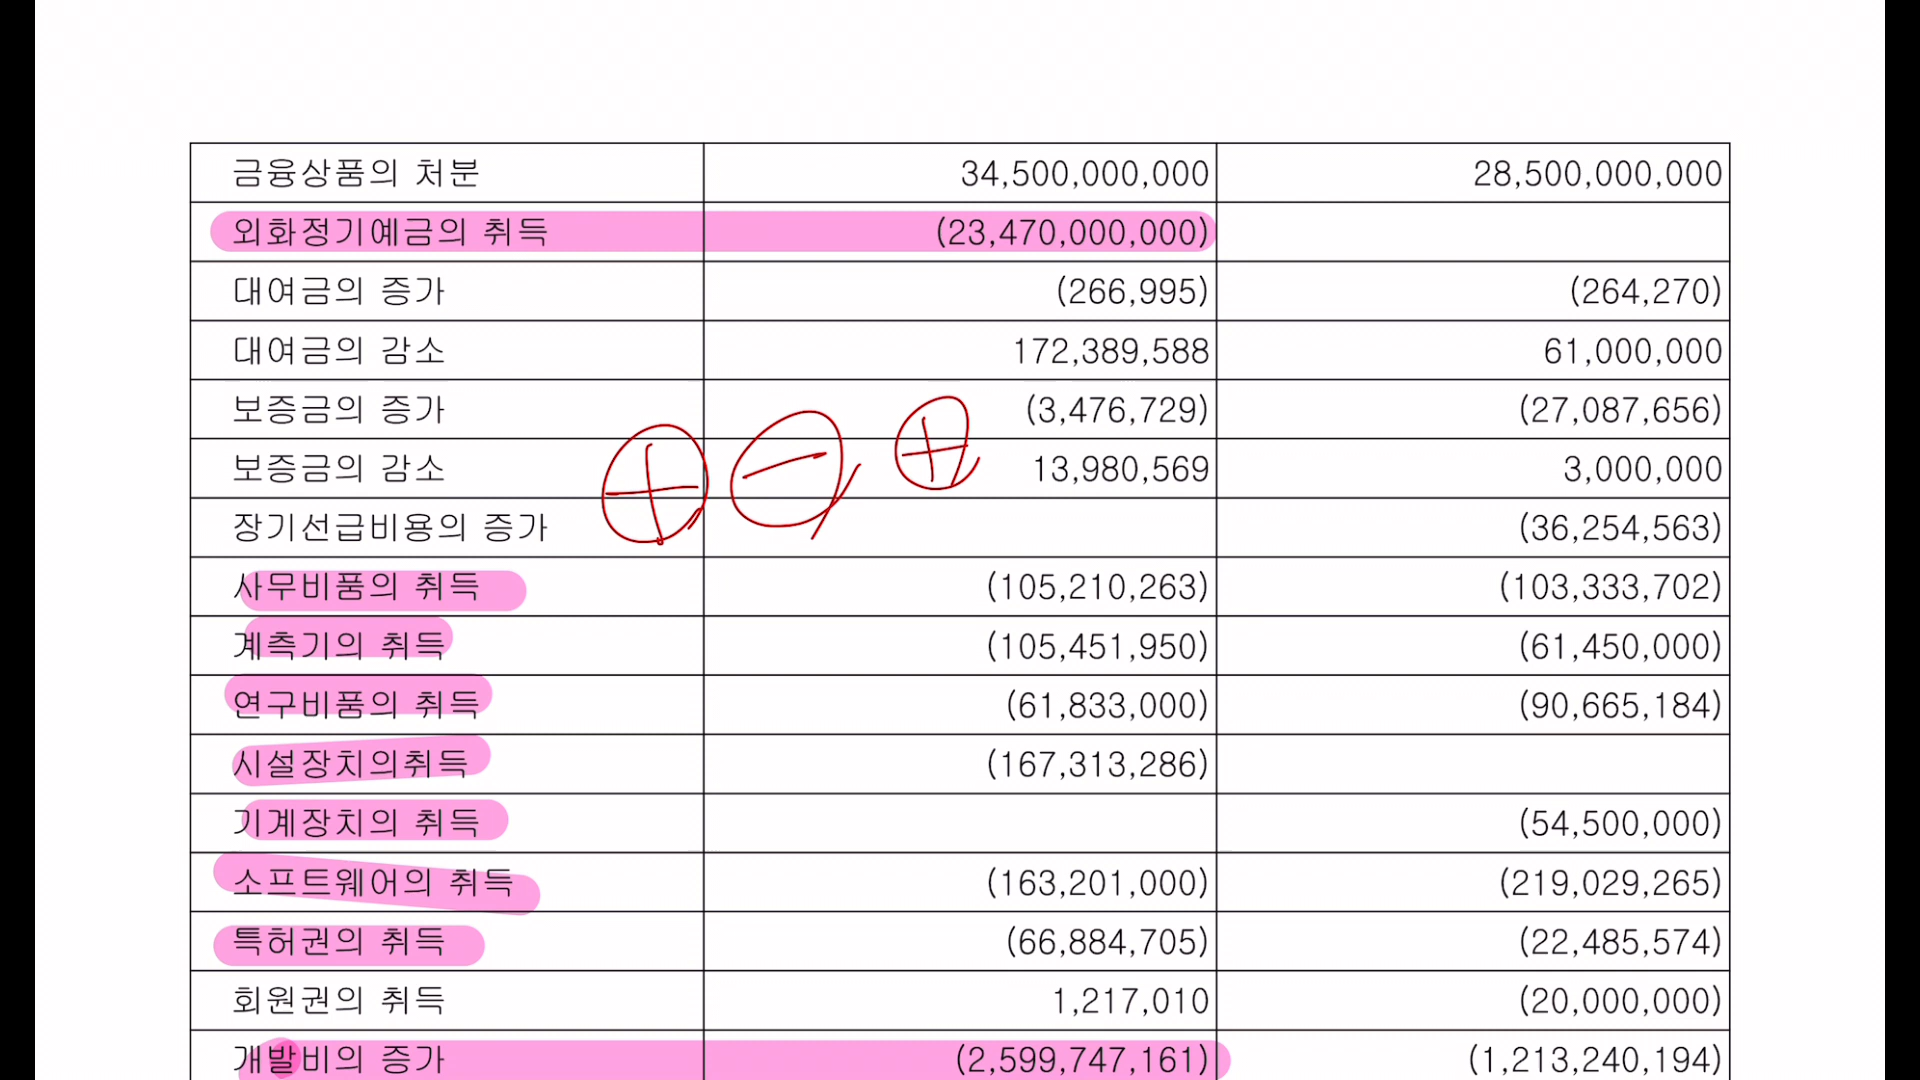 금융상품의 처분 34,500,000,000 28,500,000,000
외화정기예금의 취득 (23,470,000,000)
대여금의 증가 (266,995) (264,270)
대여금의 감소 172,389,588 61,000,000
보증금의 증가 (3,476,729) (27,087,656)
보증금의 감소 13,980,569 3,000,000
+ − +
장기선급비용의 증가 (36,254,563)
사무비품의 취득 (105,210,263) (103,333,702)
계측기의 취득 (105,451,950) (61,450,000)
연구비품의 취득 (61,833,000) (90,665,184)
시설장치의취득 (167,313,286)
기계장치의 취득 (54,500,000)
소프트웨어의 취득 (163,201,000) (219,029,265)
특허권의 취득 (66,884,705) (22,485,574)
회원권의 취득 1,217,010 (20,000,000)
개발비의 증가 (2,599,747,161) (1,213,240,194)